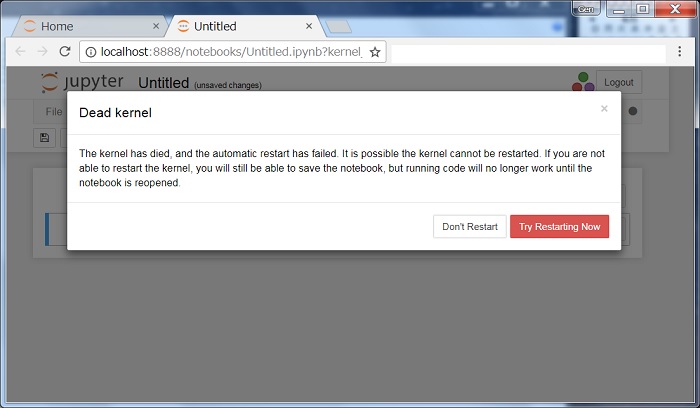 Gen
Home
Untitled
localhost:8888/notebooks/Untitled.ipynb?kernel_
jupyter Untitled (unsaved changes)
Logout
File
Dead kernel
The kernel has died, and the automatic restart has failed. It is possible the kernel cannot be restarted. If you are not
able to restart the kernel, you will still be able to save the notebook, but running code will no longer work until the
notebook is reopened.
Don't Restart
Try Restarting Now